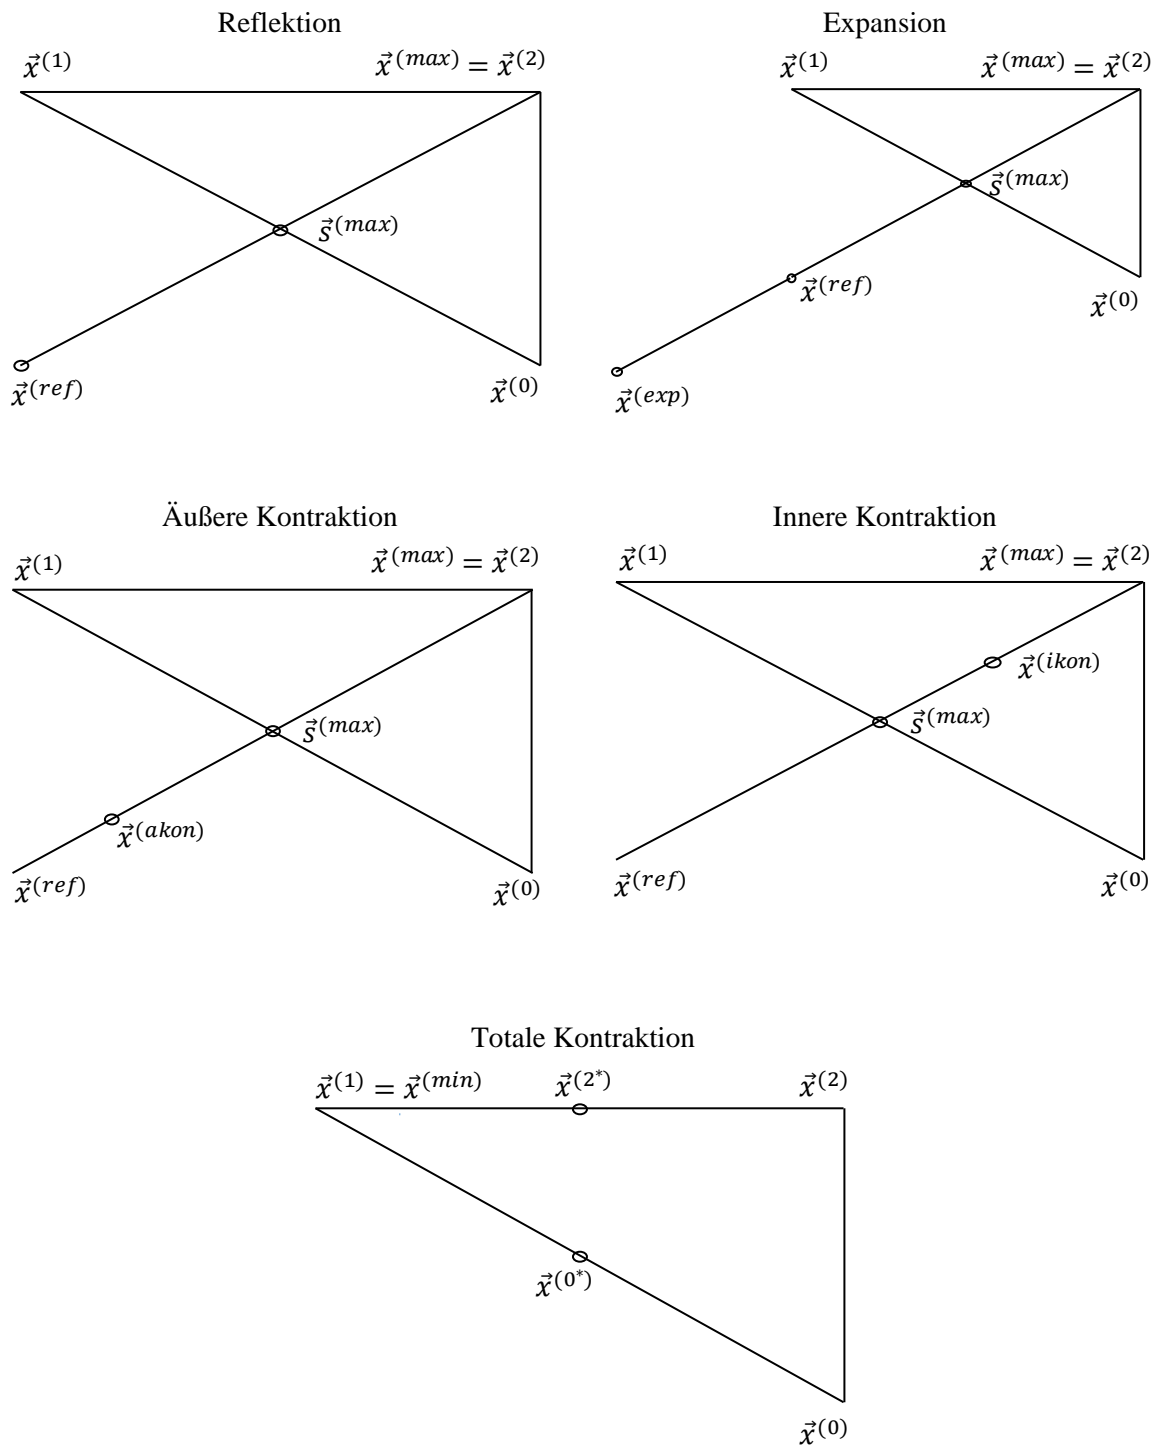 Reflektion
x⃗^(1)
x⃗^(max) = x⃗^(2)
s⃗^(max)
x⃗^(ref)
x⃗^(0)
Expansion
x⃗^(1)
x⃗^(max) = x⃗^(2)
s⃗^(max)
x⃗^(ref)
x⃗^(0)
x⃗^(exp)
Äußere Kontraktion
x⃗^(1)
x⃗^(max) = x⃗^(2)
s⃗^(max)
x⃗^(akon)
x⃗^(ref)
x⃗^(0)
Innere Kontraktion
x⃗^(1)
x⃗^(max) = x⃗^(2)
x⃗^(ikon)
s⃗^(max)
x⃗^(ref)
x⃗^(0)
Totale Kontraktion
x⃗^(1) = x⃗^(min)
x⃗^(2*)
x⃗^(2)
x⃗^(0*)
x⃗^(0)